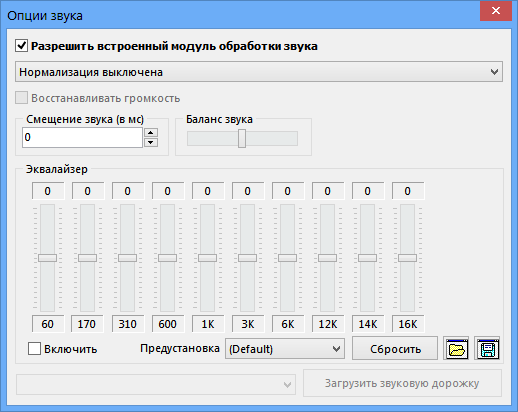 Опции звука
Разрешить встроенный модуль обработки звука
Нормализация выключена
Восстанавливать громкость
Смещение звука (в мс) Баланс звука
0
Эквалайзер
0 0 0 0 0 0 0 0 0 0
60 170 310 600 1K 3K 6K 12K 14K 16K
Включить Предустановка (Default) Сбросить
Загрузить звуковую дорожку